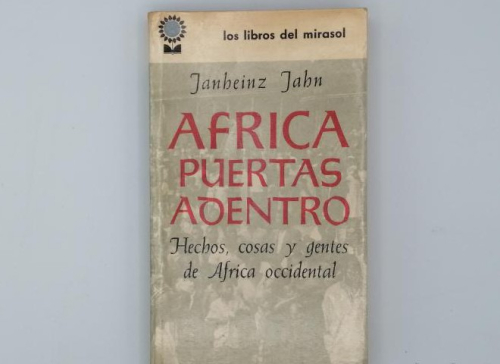 los libros del mirasol
Janheinz Jahn
AFRICA
PUERTAS
ADENTRO
Hechos, cosas y gentes
de Africa occidental